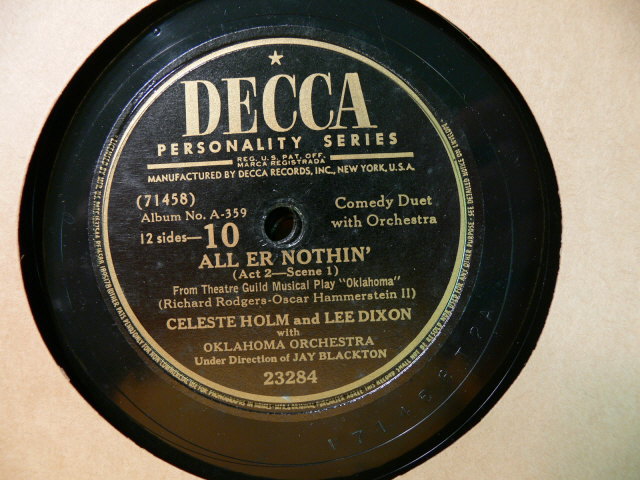 DECCA
PERSONALITY SERIES
REG. U.S. PAT. OFF.
MARCA REGISTRADA
MANUFACTURED BY DECCA RECORDS, INC., NEW YORK, U.S.A.
(71458)
Album No. A-359
Comedy Duet
with Orchestra
12 sides—10
ALL ER NOTHIN'
(Act 2—Scene 1)
From Theatre Guild Musical Play "Oklahoma"
(Richard Rodgers-Oscar Hammerstein II)
CELESTE HOLM and LEE DIXON
with
OKLAHOMA ORCHESTRA
Under Direction of JAY BLACKTON
23284